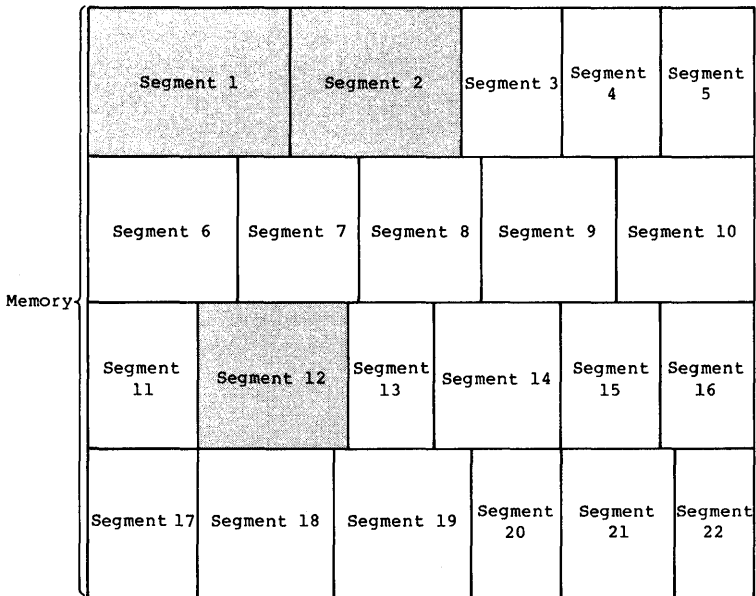 Segment 1
Segment 2
Segment 3
Segment
4
Segment
5
Segment 6
Segment 7
Segment 8
Segment 9
Segment 10
Memory
Segment
11
Segment 12
Segment
13
Segment 14
Segment
15
Segment
16
Segment 17
Segment 18
Segment 19
Segment
20
Segment
21
Segment
22